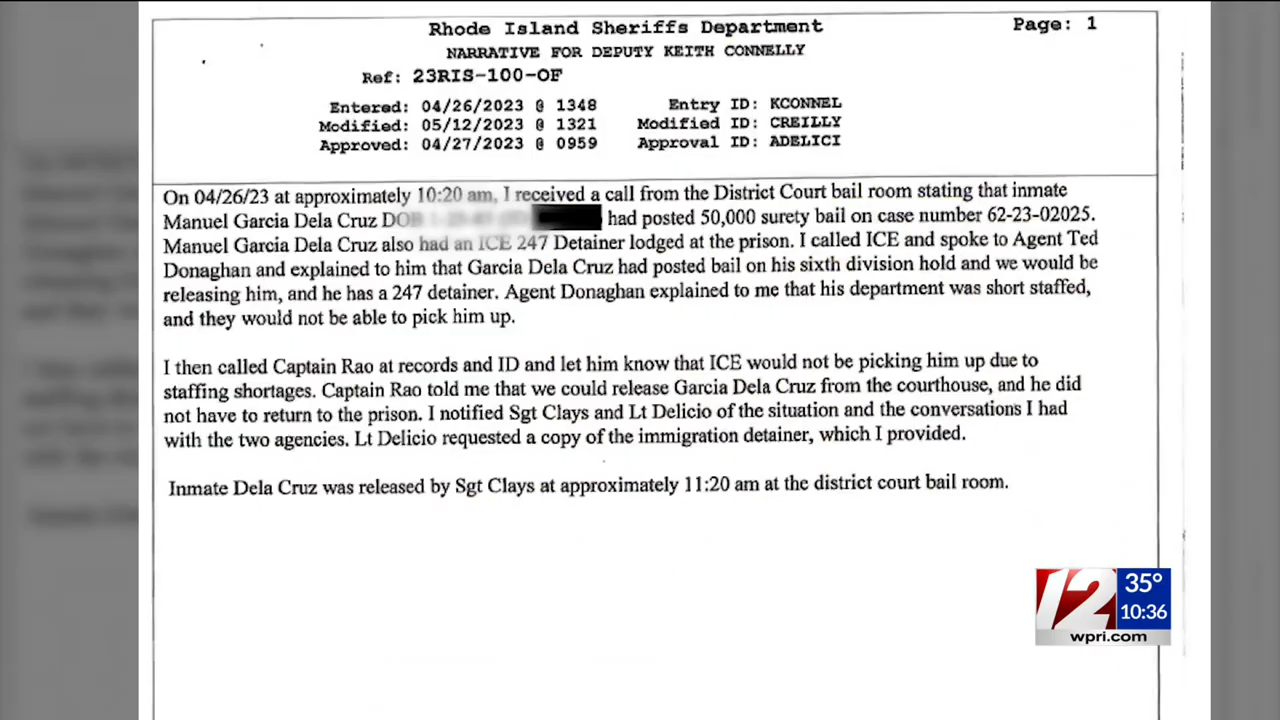 Rhode Island Sheriffs Department
Page: 1
NARRATIVE FOR DEPUTY KEITH CONNELLY
Ref: 23RIS-100-OF
Entered: 04/26/2023 @ 1348 Entry ID: KCONNEL
Modified: 05/12/2023 @ 1321 Modified ID: CREILLY
Approved: 04/27/2023 @ 0959 Approval ID: ADELICI
On 04/26/23 at approximately 10:20 am, I received a call from the District Court bail room stating that inmate
Manuel Garcia Dela Cruz DOB had posted 50,000 surety bail on case number 62-23-02025.
Manuel Garcia Dela Cruz also had an ICE 247 Detainer lodged at the prison. I called ICE and spoke to Agent Ted
Donaghan and explained to him that Garcia Dela Cruz had posted bail on his sixth division hold and we would be
releasing him, and he has a 247 detainer. Agent Donaghan explained to me that his department was short staffed,
and they would not be able to pick him up.
I then called Captain Rao at records and ID and let him know that ICE would not be picking him up due to
staffing shortages. Captain Rao told me that we could release Garcia Dela Cruz from the courthouse, and he did
not have to return to the prison. I notified Sgt Clays and Lt Delicio of the situation and the conversations I had
with the two agencies. Lt Delicio requested a copy of the immigration detainer, which I provided.
Inmate Dela Cruz was released by Sgt Clays at approximately 11:20 am at the district court bail room.
12
35°
10:36
wpri.com